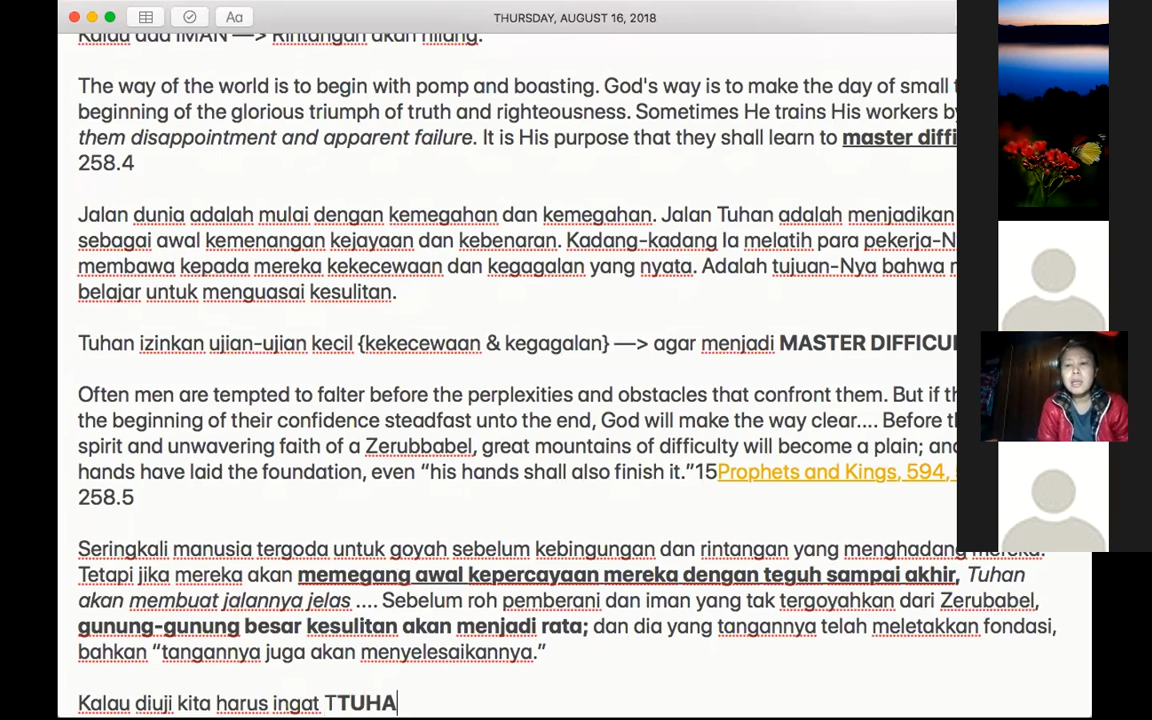 Aa
THURSDAY, AUGUST 16, 2018
Kalau ada IMAN —> Rintangan akan hilang.
The way of the world is to begin with pomp and boasting. God's way is to make the day of small
beginning of the glorious triumph of truth and righteousness. Sometimes He trains His workers
them disappointment and apparent failure. It is His purpose that they shall learn to master
258.4
Jalan dunia adalah mulai dengan kemegahan dan kemegahan. Jalan Tuhan adalah menjadikan
sebagai awal kemenangan kejayaan dan kebenaran. Kadang-kadang Ia melatih para
membawa kepada mereka kekecewaan dan kegagalan yang nyata. Adalah tujuan-Nya bahwa
belajar untuk menguasai kesulitan.
Tuhan izinkan ujian-ujian kecil {kekecewaan & kegagalan} —> agar menjadi MASTER
Often men are tempted to falter before the perplexities and obstacles that confront them. But if
the beginning of their confidence steadfast unto the end, God will make the way clear.... Before
spirit and unwavering faith of a Zerubbabel, great mountains of difficulty will become a plain;
hands have laid the foundation, even “his hands shall also finish it.”15Prophets and Kings, 594,
258.5
Seringkali manusia tergoda untuk goyah sebelum kebingungan dan rintangan yang menghadang mereka.
Tetapi jika mereka akan memegang awal kepercayaan mereka dengan teguh sampai akhir, Tuhan
akan membuat jalannya jelas .... Sebelum roh pemberani dan iman yang tak tergoyahkan dari Zerubabel,
gunung-gunung besar kesulitan akan menjadi rata; dan dia yang tangannya telah meletakkan fondasi,
bahkan “tangannya juga akan menyelesaikannya.”
Kalau diuji kita harus ingat TTUHA